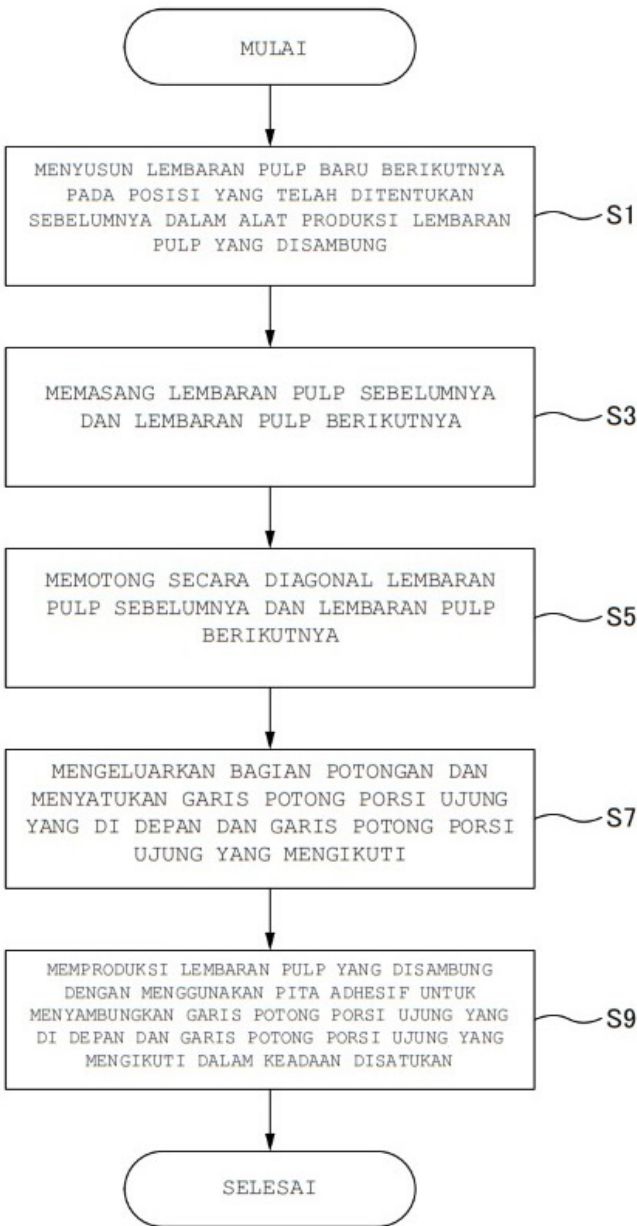 MULAI
MENYUSUN LEMBARAN PULP BARU BERIKUTNYA
PADA POSISI YANG TELAH DITENTUKAN
SEBELUMNYA DALAM ALAT PRODUKSI LEMBARAN
PULP YANG DISAMBUNG
S1
MEMASANG LEMBARAN PULP SEBELUMNYA
DAN LEMBARAN PULP BERIKUTNYA
S3
MEMOTONG SECARA DIAGONAL LEMBARAN
PULP SEBELUMNYA DAN LEMBARAN PULP
BERIKUTNYA
S5
MENGELUARKAN BAGIAN POTONGAN DAN
MENYATUKAN GARIS POTONG PORSI UJUNG
YANG DI DEPAN DAN GARIS POTONG PORSI
UJUNG YANG MENGIKUTI
S7
MEMPRODUKSI LEMBARAN PULP YANG DISAMBUNG
DENGAN MENGGUNAKAN PITA ADHESIF UNTUK
MENYAMBUNGKAN GARIS POTONG PORSI UJUNG YANG
DI DEPAN DAN GARIS POTONG PORSI UJUNG YANG
MENGIKUTI DALAM KEADAAN DISATUKAN
S9
SELESAI